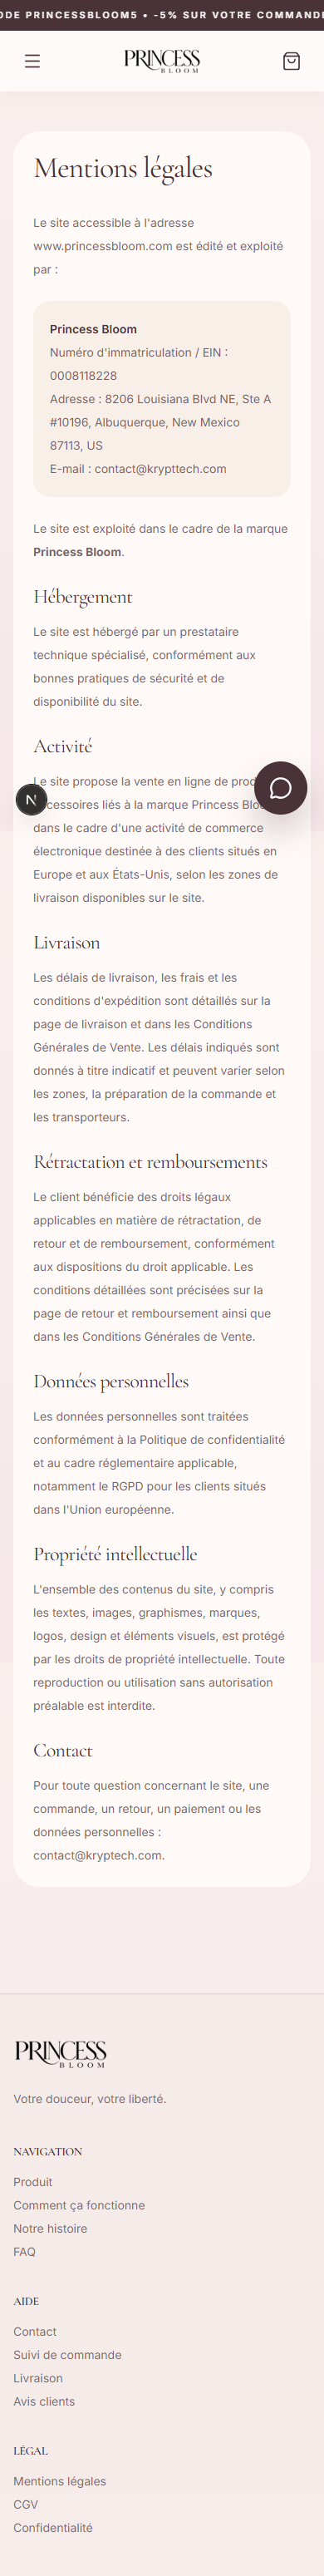 ODE PRINCESSBLOOM5 • -5% SUR VOTRE COMMANDE
PRINCESS
BLOOM
Mentions légales
Le site accessible à l'adresse
www.princessbloom.com est édité et exploité
par :
Princess Bloom
Numéro d'immatriculation / EIN :
0008118228
Adresse : 8206 Louisiana Blvd NE, Ste A
#10196, Albuquerque, New Mexico
87113, US
E-mail : contact@krypttech.com
Le site est exploité dans le cadre de la marque
Princess Bloom.
Hébergement
Le site est hébergé par un prestataire
technique spécialisé, conformément aux
bonnes pratiques de sécurité et de
disponibilité du site.
Activité
Le site propose la vente en ligne de
accessoires liés à la marque Princess
dans le cadre d'une activité de commerce
électronique destinée à des clients situés en
Europe et aux États-Unis, selon les zones de
livraison disponibles sur le site.
Livraison
Les délais de livraison, les frais et les
conditions d'expédition sont détaillés sur la
page de livraison et dans les Conditions
Générales de Vente. Les délais indiqués sont
donnés à titre indicatif et peuvent varier selon
les zones, la préparation de la commande et
les transporteurs.
Rétractation et remboursements
Le client bénéficie des droits légaux
applicables en matière de rétractation, de
retour et de remboursement, conformément
aux dispositions du droit applicable. Les
conditions détaillées sont précisées sur la
page de retour et remboursement ainsi que
dans les Conditions Générales de Vente.
Données personnelles
Les données personnelles sont traitées
conformément à la Politique de confidentialité
et au cadre réglementaire applicable,
notamment le RGPD pour les clients situés
dans l'Union européenne.
Propriété intellectuelle
L'ensemble des contenus du site, y compris
les textes, images, graphismes, marques,
logos, design et éléments visuels, est protégé
par les droits de propriété intellectuelle. Toute
reproduction ou utilisation sans autorisation
préalable est interdite.
Contact
Pour toute question concernant le site, une
commande, un retour, un paiement ou les
données personnelles :
contact@kryptech.com.
PRINCESS
BLOOM
Votre douceur, votre liberté.
NAVIGATION
Produit
Comment ça fonctionne
Notre histoire
FAQ
AIDE
Contact
Suivi de commande
Livraison
Avis clients
LÉGAL
Mentions légales
CGV
Confidentialité